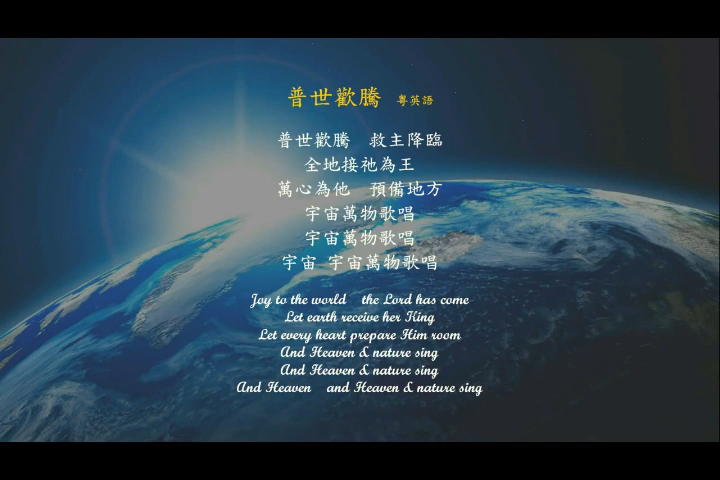 普世歡騰 粵英語
普世歡騰 救主降臨
全地接祂為王
萬心為他 預備地方
宇宙萬物歌唱
宇宙萬物歌唱
宇宙 宇宙萬物歌唱
Joy to the world the Lord has come
Let earth receive her King
Let every heart prepare Him room
And Heaven & nature sing
And Heaven & nature sing
And Heaven and Heaven & nature sing